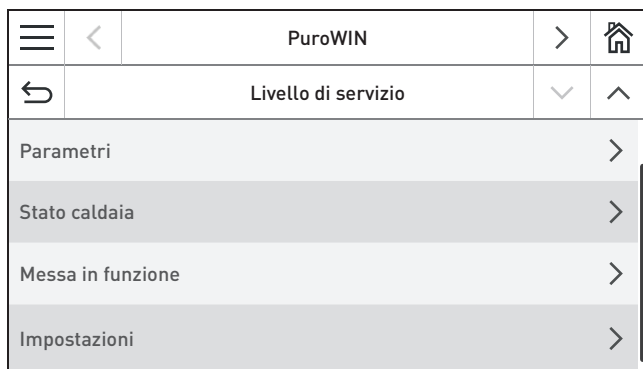 PuroWIN
Livello di servizio
Parametri
Stato caldaia
Messa in funzione
Impostazioni